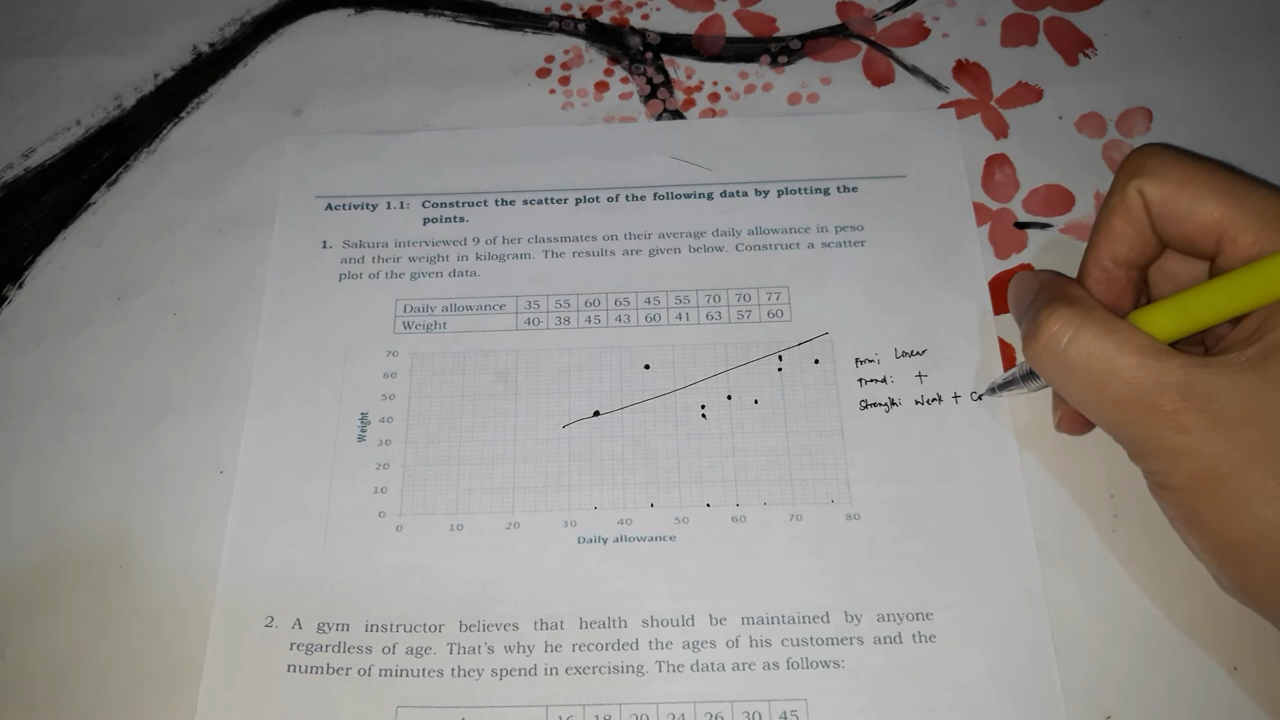 Activity 1.1: Construct the scatter plot of the following data by plotting the
points.
1. Sakura interviewed 9 of her classmates on their average daily allowance in peso
and their weight in kilogram. The results are given below. Construct a scatter
plot of the given data.
Daily allowance 35 55 60 65 45 55 70 70 77
Weight 40 38 45 43 60 41 63 57 60
70
60
50
40
30
20
10
0
Weight
0 10 20 30 40 50 60 70 80
Daily allowance
Form: Linear
Trend: +
Strength: Weak + Co
2. A gym instructor believes that health should be maintained by anyone
regardless of age. That's why he recorded the ages of his customers and the
number of minutes they spend in exercising. The data are as follows:
16 18 20 24 26 30 45